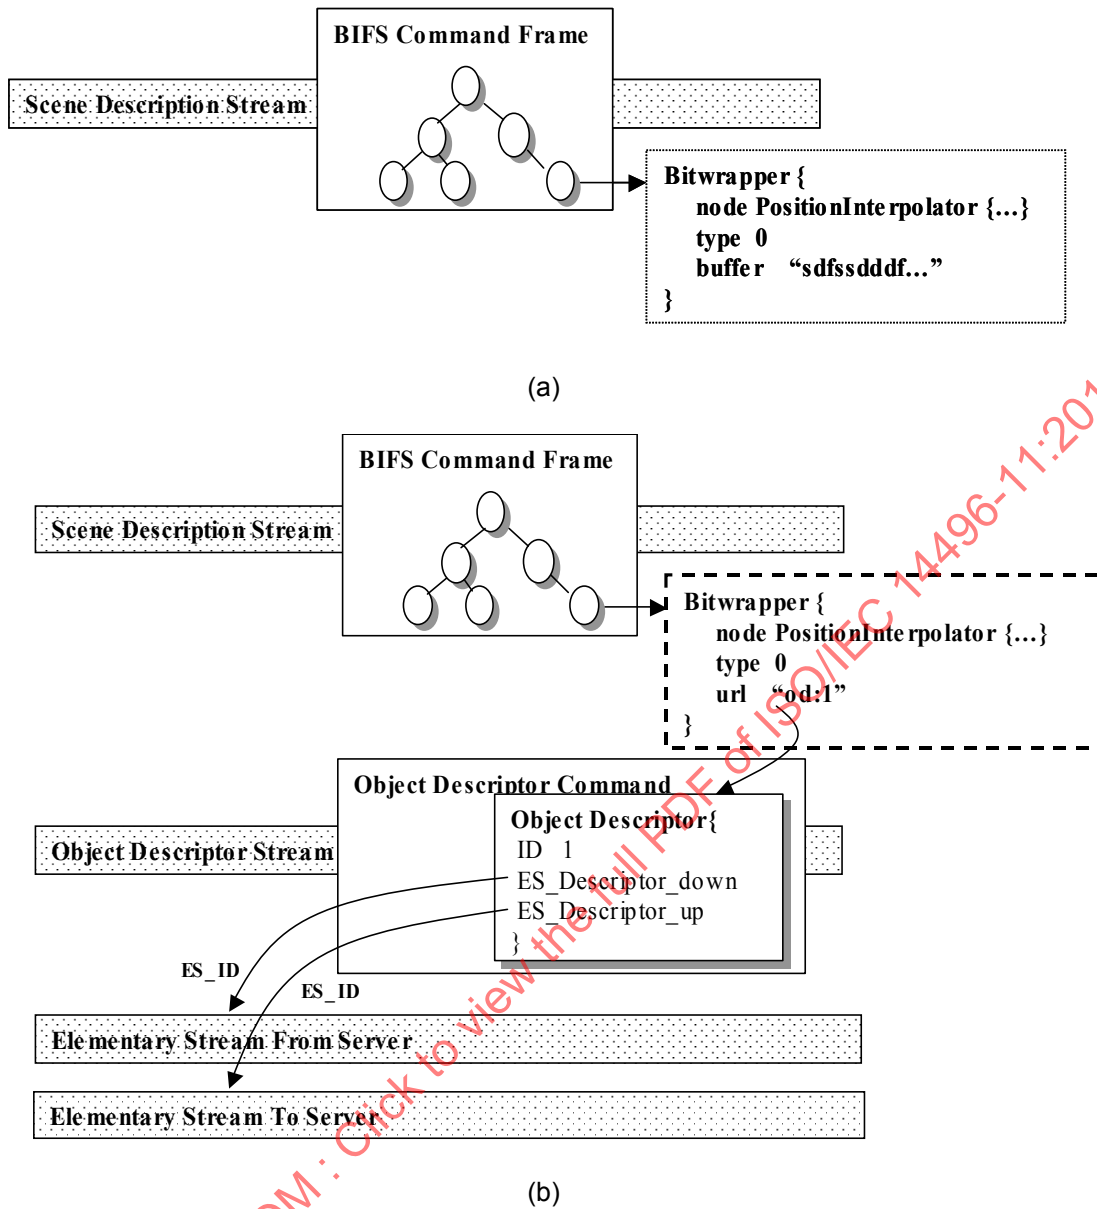 BIFS Command Frame
Scene Description Stream
Bitwrapper {
node PositionInterpolator {...}
type 0
buffer “sdfssdddf...”
}
(a)
BIFS Command Frame
Scene Description Stream
Bitwrapper {
node PositionInterpolator {...}
type 0
url “od:1”
}
Object Descriptor Command
Object Descriptor{
ID 1
ES_Descriptor_down
ES_Descriptor_up
}
Object Descriptor Stream
ES_ID
ES_ID
Elementary Stream From Server
Elementary Stream To Server
(b)
OM : Click to view the full PDF of ISO/IEC 14496-11:201